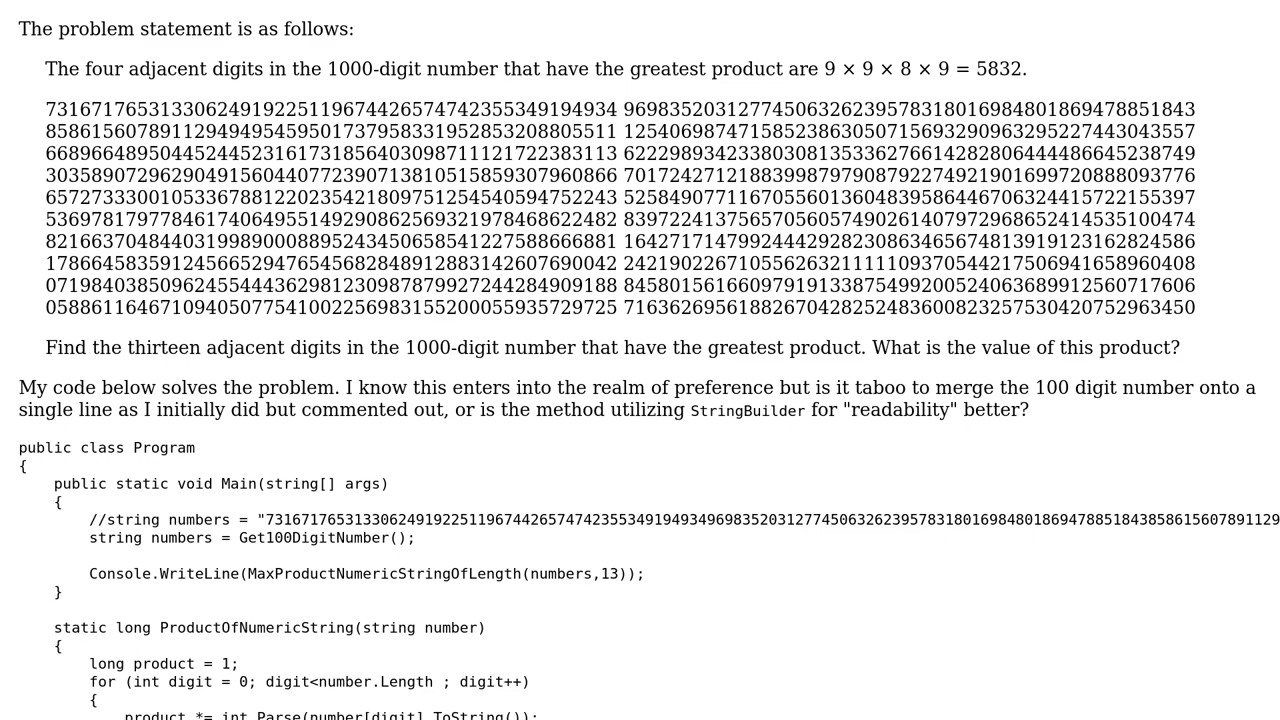 The problem statement is as follows:
The four adjacent digits in the 1000-digit number that have the greatest product are 9 × 9 × 8 × 9 = 5832.
73167176531330624919225119674426574742355349194934 96983520312774506326239578318016984801869478851843
85861560789112949495459501737958331952853208805511 12540698747158523863050715693290963295227443043557
66896648950445244523161731856403098711121722383113 62229893423380308135336276614282806444486645238749
30358907296290491560440772390713810515859307960866 70172427121883998797908792274921901699720888093776
65727333001053367881220235421809751254540594752243 52584907711670556013604839586446706324415722155397
53697817977846174064955149290862569321978468622482 83972241375657056057490261407972968652414535100474
82166370484403199890008895243450658541227588666881 16427171479924442928230863465674813919123162824586
17866458359124566529476545682848912883142607690042 24219022671055626321111109370544217506941658960408
07198403850962455444362981230987879927244284909188 84580156166097919133875499200524063689912560717606
05886116467109405077541002256983155200055935729725 71636269561882670428252483600823257530420752963450
Find the thirteen adjacent digits in the 1000-digit number that have the greatest product. What is the value of this product?
My code below solves the problem. I know this enters into the realm of preference but is it taboo to merge the 100 digit number onto a
single line as I initially did but commented out, or is the method utilizing StringBuilder for "readability" better?
public class Program
{
    public static void Main(string[] args)
    {
        //string numbers = "7316717653133062491922511967442657474235534919493496983520312774506326239578318016984801869478851843858615607891129
        string numbers = Get100DigitNumber();
        Console.WriteLine(MaxProductNumericStringOfLength(numbers,13));
    }
    static long ProductOfNumericString(string number)
    {
        long product = 1;
        for (int digit = 0; digit<number.Length ; digit++)
        {
            product *= int.Parse(number[digit].ToString());